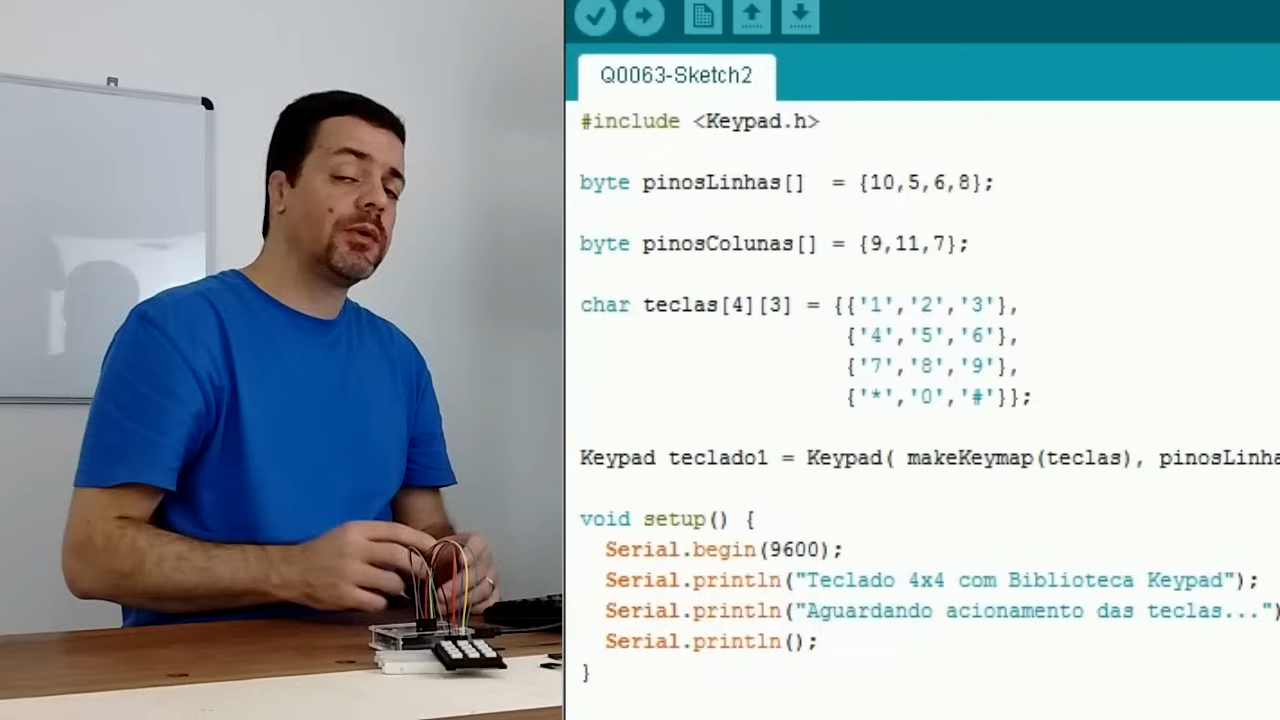 Q0063-Sketch2
#include <Keypad.h>
byte pinosLinhas[]  = {10,5,6,8};
byte pinosColunas[] = {9,11,7};
char teclas[4][3] = {{'1','2','3'},
{'4','5','6'},
{'7','8','9'},
{'*','0','#'}};
Keypad teclado1 = Keypad( makeKeymap(teclas), pinosLinha
void setup() {
Serial.begin(9600);
Serial.println("Teclado 4x4 com Biblioteca Keypad");
Serial.println("Aguardando acionamento das teclas...")
Serial.println();
}